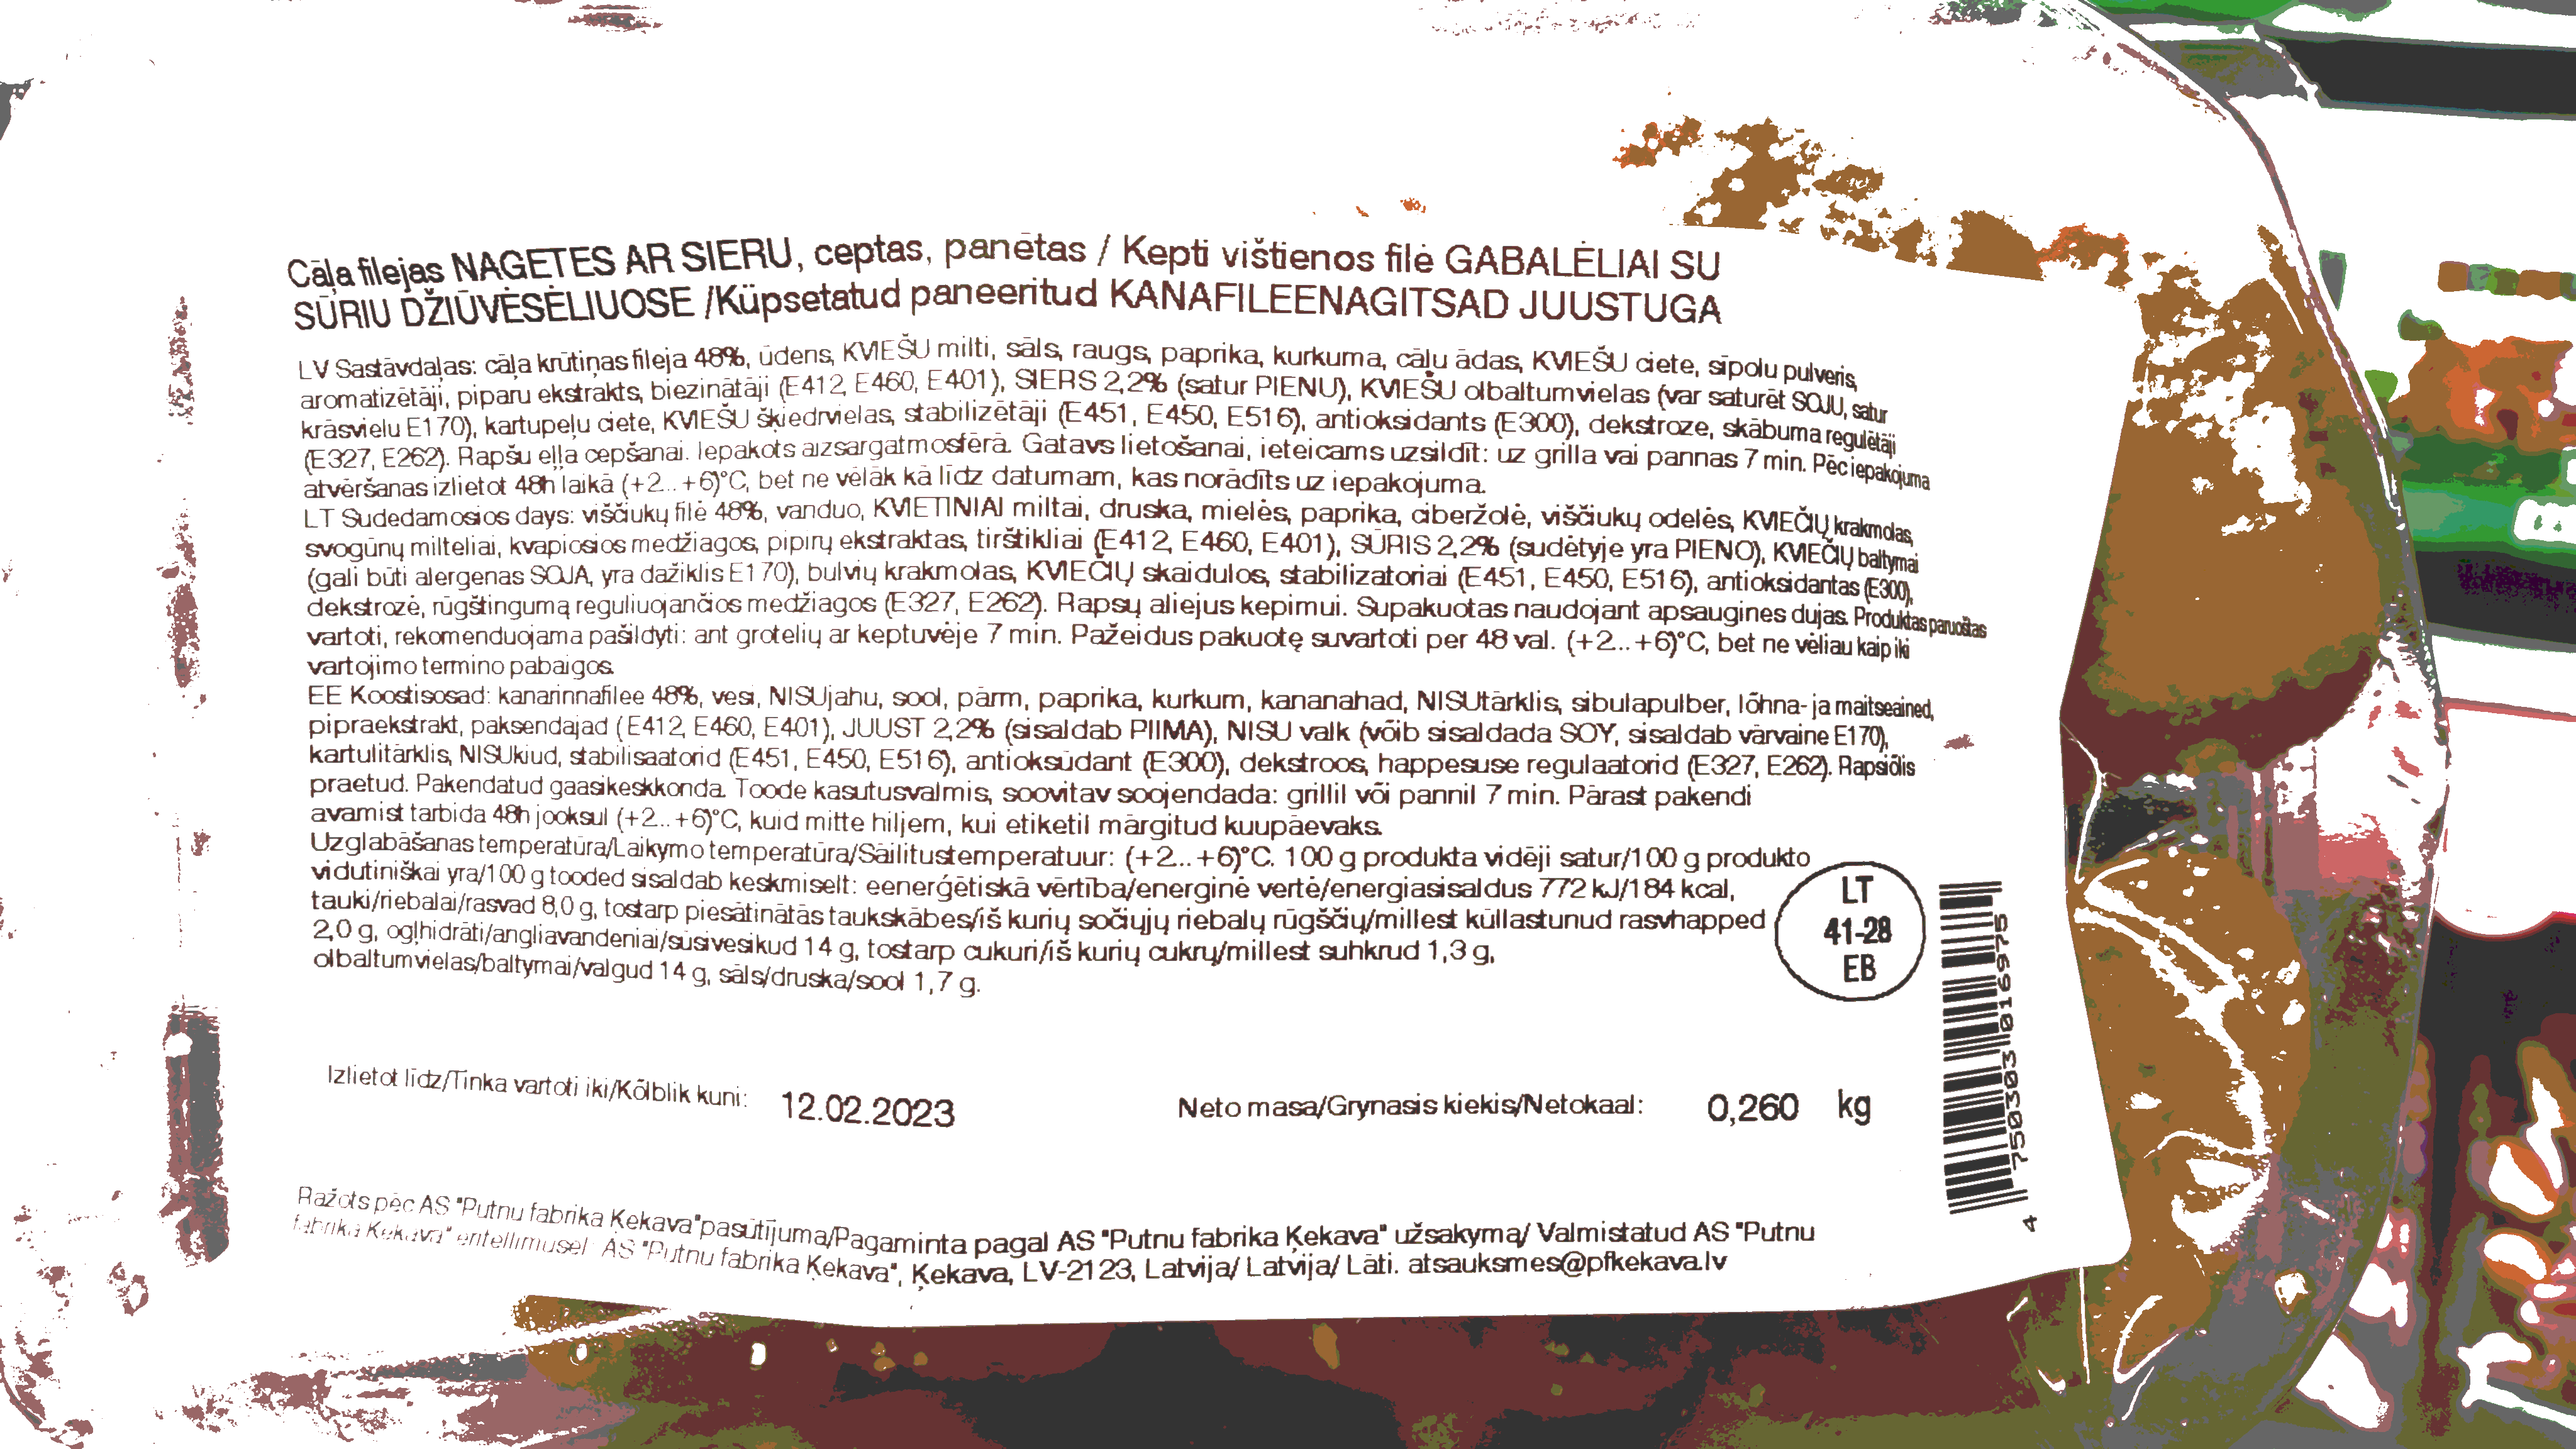 Cāļa filejas NAGETES AR SIERU, ceptas, panētas / Kepti vištienos filė GABALĖLIAI SU
SŪRIU DŽIŪVĖSĖLIUOSE /Küpsetatud paneeritud KANAFILEENAGITSAD JUUSTUGA
LV Sastāvdaļas: cāļa krūtiņas fileja 48%, ūdens, KVIEŠU milti, sāls, raugs, paprika, kurkuma, cāļu ādas, KVIEŠU ciete, sīpolu pulveris,
aromatizētāji, piparu ekstrakts, biezinātāji (E412, E460, E401), SIERS 2,2% (satur PIENU), KVIEŠU olbaltumvielas (var saturēt SOJU, satur
krāsvielu E170), kartupeļu ciete, KVIEŠU šķiedrvielas, stabilizētāji (E451, E450, E516), antioksidants (E300), dekstroze, skābuma regulētāji
(E327, E262). Rapšu eļļa cepšanai. Iepakots aizsargatmosfērā. Gatavs lietošanai, ieteicams uzsildīt: uz grilla vai pannas 7 min. Pēc iepakojuma
atvēršanas izlietot 48h laikā (+2...+6)°C, bet ne vēlāk kā līdz datumam, kas norādīts uz iepakojuma.
LT Sudedamosios days: viščiukų filė 48%, vanduo, KVIETINIAI miltai, druska, mielės, paprika, ciberžolė, viščiukų odelės, KVIEČIŲ krakmolas,
svogūnų milteliai, kvapiosios medžiagos, pipirų ekstraktas, tirštikliai (E412, E460, E401), SŪRIS 2,2% (sudėtyje yra PIENO), KVIEČIŲ baltymai
(gali būti alergenas SOJA, yra dažiklis E170), bulvių krakmolas, KVIEČIŲ skaidulos, stabilizatoriai (E451, E450, E516), antioksidantas (E300),
dekstrozė, rūgštingumą reguliuojančios medžiagos (E327, E262). Rapsų aliejus kepimui. Supakuotas naudojant apsaugines dujas. Produktas paruoštas
vartoti, rekomenduojama pašildyti: ant grotelių ar keptuvėje 7 min. Pažeidus pakuotę suvartoti per 48 val. (+2...+6)°C, bet ne vėliau kaip iki
vartojimo termino pabaigos.
EE Koostisosad: kanarinnafilee 48%, vesi, NISUjahu, sool, pärm, paprika, kurkum, kananahad, NISUtärklis, sibulapulber, lõhna- ja maitseained,
pipraekstrakt, paksendajad (E412, E460, E401), JUUST 2,2% (sisaldab PIIMA), NISU valk (võib sisaldada SOY, sisaldab värvaine E170),
kartulitärklis, NISUkiud, stabilisaatorid (E451, E450, E516), antioksüdant (E300), dekstroos, happesuse regulaatorid (E327, E262). Rapsiõlis
praetud. Pakendatud gaasikeskkonda. Toode kasutusvalmis, soovitav soojendada: grillil või pannil 7 min. Pärast pakendi
avamist tarbida 48h jooksul (+2...+6)°C, kuid mitte hiljem, kui etiketil märgitud kuupäevaks.
Uzglabāšanas temperatūra/Laikymo temperatūra/Säilitustemperatuur: (+2...+6)°C. 100 g produkta vidēji satur/100 g produkto
vidutiniškai yra/100 g tooded sisaldab keskmiselt: eenerģētiskā vērtība/energinė vertė/energiasisaldus 772 kJ/184 kcal,
tauki/riebalai/rasvad 8,0 g, tostarp piesātinātās taukskābes/iš kurių sočiųjų riebalų rūgščių/millest küllastunud rasvhapped
2,0 g, ogļhidrāti/angliavandeniai/süsivesikud 14 g, tostarp cukuri/iš kurių cukrų/millest suhkrud 1,3 g,
olbaltumvielas/baltymai/valgud 14 g, sāls/druska/sool 1,7 g.
LT
41-28
EB
4 750303 016975
Izlietot līdz/Tinka vartoti iki/Kõlblik kuni: 12.02.2023
Neto masa/Grynasis kiekis/Netokaal: 0,260 kg
Ražots pēc AS "Putnu fabrika Ķekava" pasūtījuma/Pagaminta pagal AS "Putnu fabrika Ķekava" užsakymą/ Valmistatud AS "Putnu
fabrika Ķekava" eritellimusel: AS "Putnu fabrika Ķekava", Ķekava, LV-2123, Latvija/ Latvija/ Läti. atsauksmes@pfkekava.lv